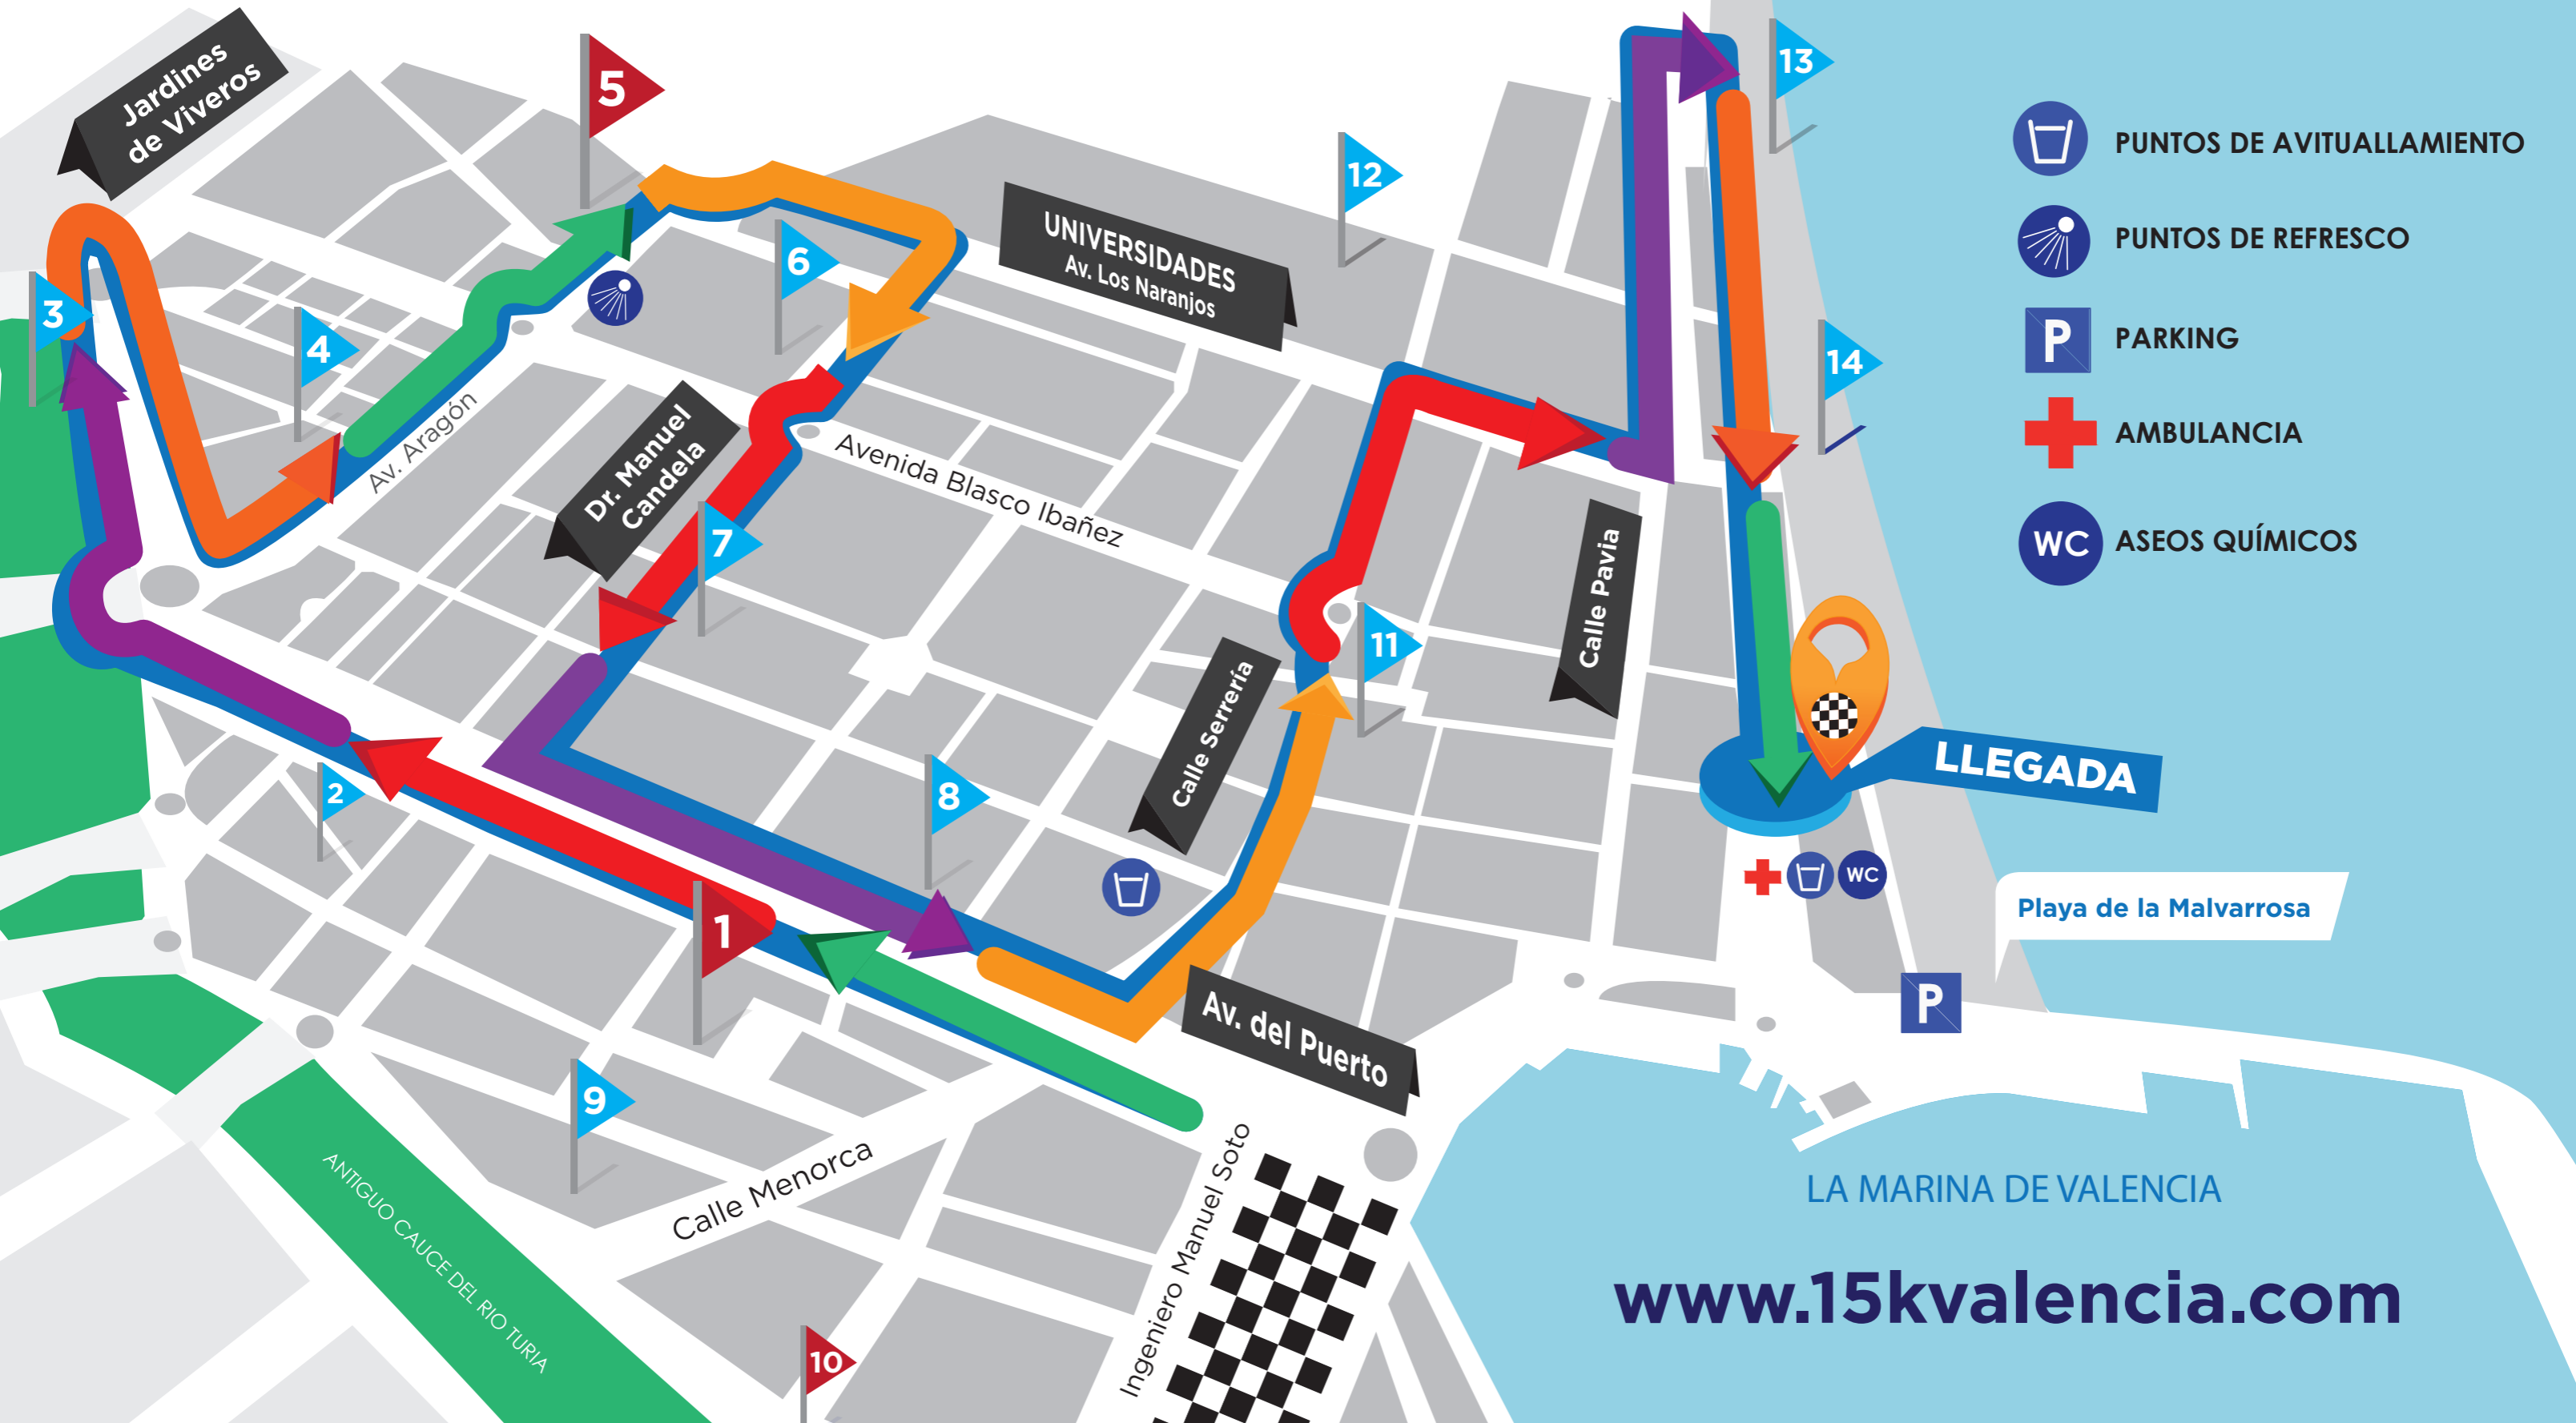 Jardines
de Viveros
5
13
PUNTOS DE AVITUALLAMIENTO
12
UNIVERSIDADES
Av. Los Naranjos
6
PUNTOS DE REFRESCO
3
4
14
P
PARKING
Av. Aragón
Dr. Manuel
Candela
Avenida Blasco Ibañez
AMBULANCIA
7
WC
ASEOS QUÍMICOS
Calle Pavia
11
Calle Serrería
LLEGADA
2
8
1
WC
Playa de la Malvarrosa
P
Av. del Puerto
9
Calle Menorca
Ingeniero Manuel Soto
ANTIGUO CAUCE DEL RIO TURIA
LA MARINA DE VALENCIA
www.15kvalencia.com
10